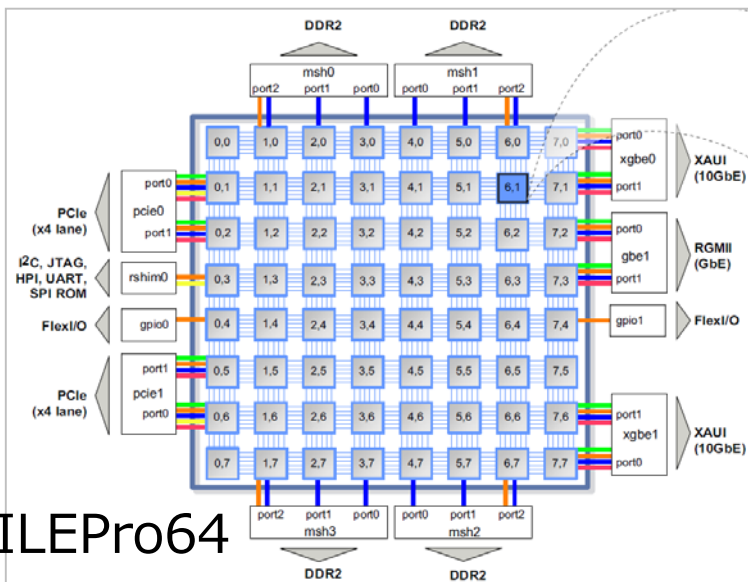 DDR2
DDR2
msh0
port2 port1 port0
msh1
port0 port1 port2
0,0 1,0 2,0 3,0 4,0 5,0 6,0 7,0
port0
xgbe0
port1
XAUI
(10GbE)
0,1 1,1 2,1 3,1 4,1 5,1 6,1 7,1
port0
pcie0
port1
PCIe
(x4 lane)
0,2 1,2 2,2 3,2 4,2 5,2 6,2 7,2
port0
gbe1
port1
RGMII
(GbE)
I²C, JTAG,
HPI, UART,
SPI ROM
rshim0
0,3 1,3 2,3 3,3 4,3 5,3 6,3 7,3
FlexI/O
gpio0
0,4 1,4 2,4 3,4 4,4 5,4 6,4 7,4
gpio1
FlexI/O
port1
pcie1
port0
PCIe
(x4 lane)
0,5 1,5 2,5 3,5 4,5 5,5 6,5 7,5
0,6 1,6 2,6 3,6 4,6 5,6 6,6 7,6
port1
xgbe1
port0
XAUI
(10GbE)
0,7 1,7 2,7 3,7 4,7 5,7 6,7 7,7
port2 port1 port0
msh3
port0 port1 port2
msh2
ILEPro64
DDR2
DDR2